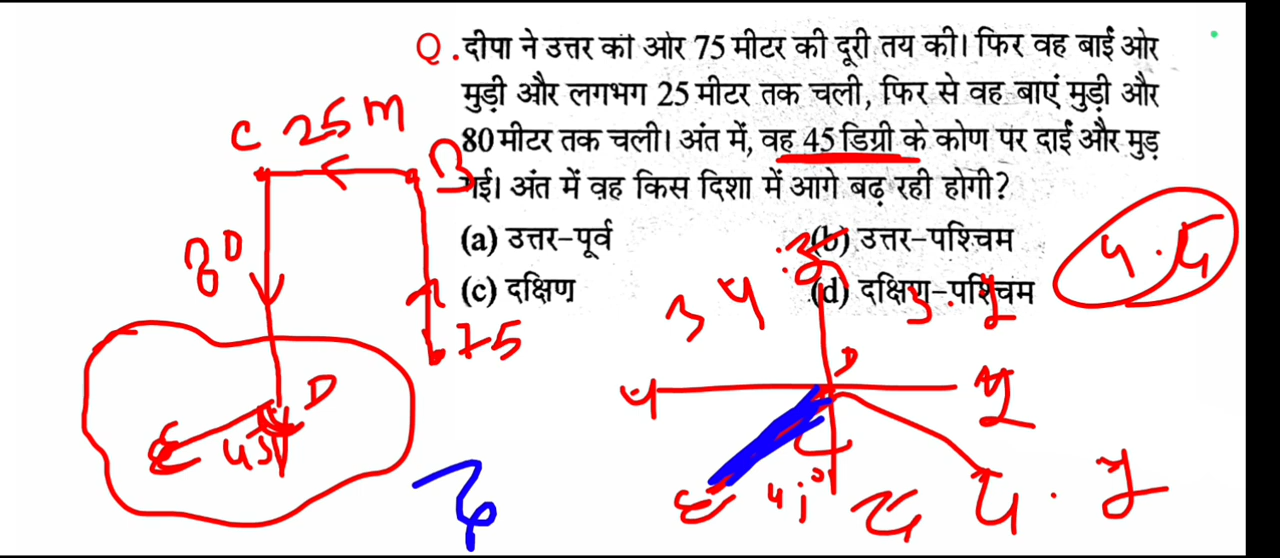 Q. दीपा ने उत्तर की ओर 75 मीटर की दूरी तय की। फिर वह बाईं ओर
मुड़ी और लगभग 25 मीटर तक चली, फिर से वह बाएं मुड़ी और
80 मीटर तक चली। अंत में, वह 45 डिग्री के कोण पर दाईं और मुड़
गई। अंत में वह किस दिशा में आगे बढ़ रही होगी?
(a) उत्तर-पूर्व (b) उत्तर-पश्चिम
(c) दक्षिण (d) दक्षिण-पश्चिम
C 25 m
B
80
75
D
45
E
D
E